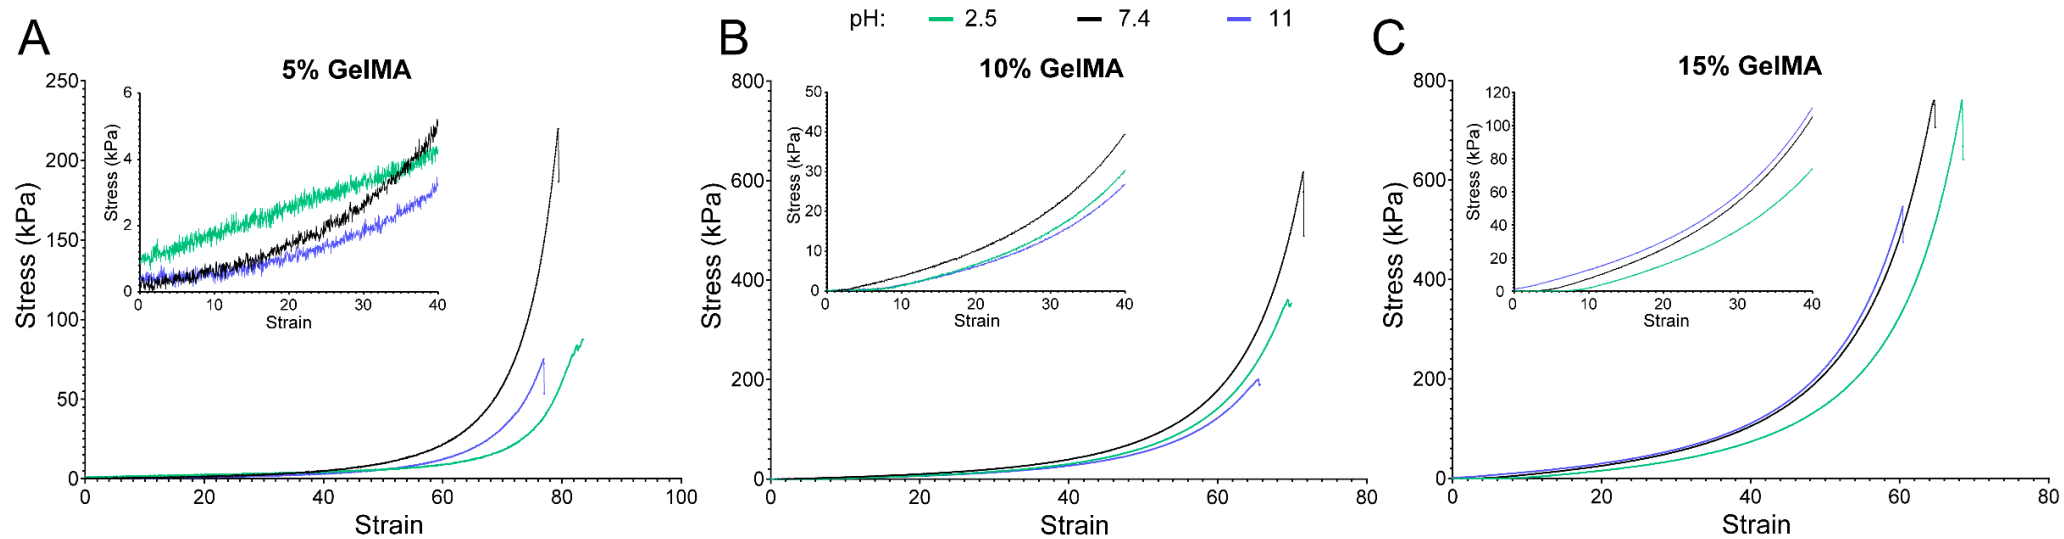 pH: 2.5 7.4 11
A
5% GelMA
250
200
150
100
50
0
0 20 40 60 80 100
Stress (kPa)
Strain
6
4
2
0
0 10 20 30 40
Stress (kPa)
Strain
B
10% GelMA
800
600
400
200
0
0 20 40 60 80
Stress (kPa)
Strain
50
40
30
20
10
0
0 10 20 30 40
Stress (kPa)
Strain
C
15% GelMA
800
600
400
200
0
0 20 40 60 80
Stress (kPa)
Strain
120
100
80
60
40
20
0
0 10 20 30 40
Stress (kPa)
Strain